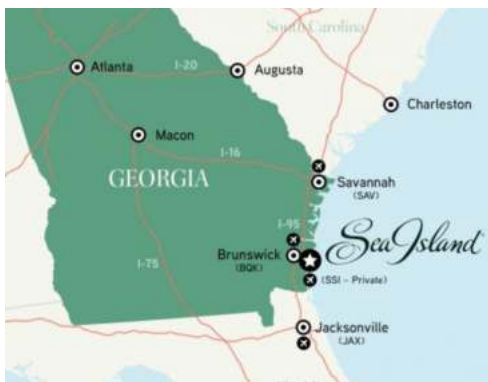 South Carolina
Atlanta
I-20
Augusta
Charleston
Macon
I-16
GEORGIA
Savannah
(SAV)
I-95
Sea Island
Brunswick
(BQK)
I-75
(SSI - Private)
Jacksonville
(JAX)